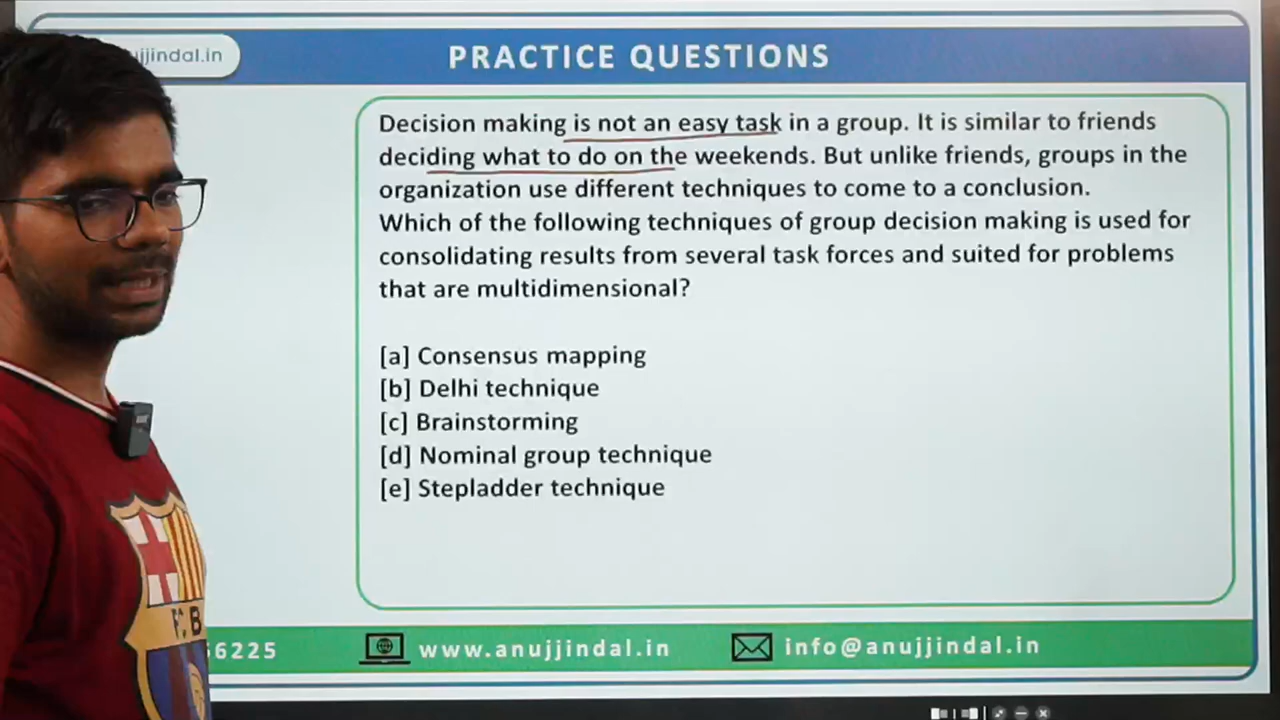 jjindal.in
PRACTICE QUESTIONS
Decision making is not an easy task in a group. It is similar to friends
deciding what to do on the weekends. But unlike friends, groups in the
organization use different techniques to come to a conclusion.
Which of the following techniques of group decision making is used for
consolidating results from several task forces and suited for problems
that are multidimensional?
[a] Consensus mapping
[b] Delhi technique
[c] Brainstorming
[d] Nominal group technique
[e] Stepladder technique
F B
6225
www.anujjindal.in
info@anujjindal.in